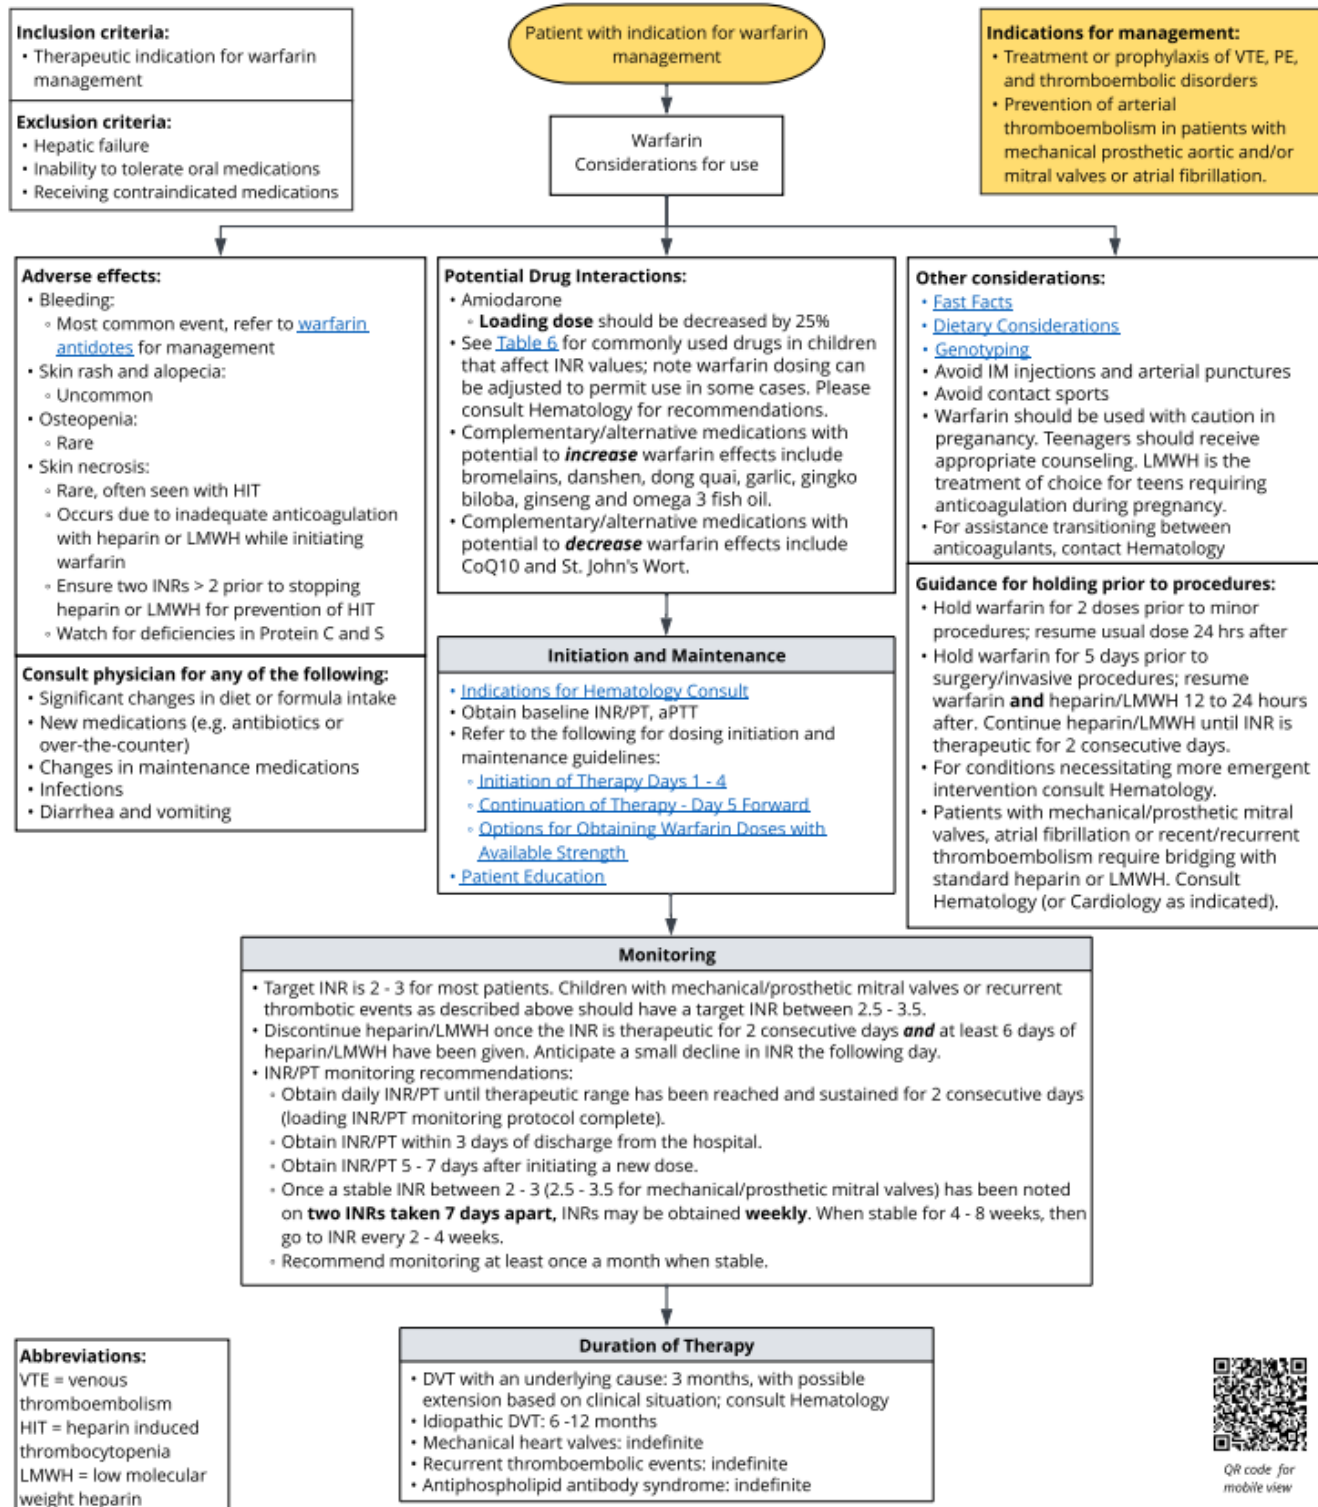 Inclusion criteria:
• Therapeutic indication for warfarin
management
Exclusion criteria:
• Hepatic failure
• Inability to tolerate oral medications
• Receiving contraindicated medications
Patient with indication for warfarin
management
Warfarin
Considerations for use
Indications for management:
• Treatment or prophylaxis of VTE, PE,
and thromboembolic disorders
• Prevention of arterial
thromboembolism in patients with
mechanical prosthetic aortic and/or
mitral valves or atrial fibrillation.
Adverse effects:
• Bleeding:
◦ Most common event, refer to warfarin
antidotes for management
• Skin rash and alopecia:
◦ Uncommon
• Osteopenia:
◦ Rare
• Skin necrosis:
◦ Rare, often seen with HIT
◦ Occurs due to inadequate anticoagulation
with heparin or LMWH while initiating
warfarin
◦ Ensure two INRs > 2 prior to stopping
heparin or LMWH for prevention of HIT
◦ Watch for deficiencies in Protein C and S
Consult physician for any of the following:
• Significant changes in diet or formula intake
• New medications (e.g. antibiotics or
over-the-counter)
• Changes in maintenance medications
• Infections
• Diarrhea and vomiting
Potential Drug Interactions:
• Amiodarone
◦ Loading dose should be decreased by 25%
• See Table 6 for commonly used drugs in children
that affect INR values; note warfarin dosing can
be adjusted to permit use in some cases. Please
consult Hematology for recommendations.
• Complementary/alternative medications with
potential to increase warfarin effects include
bromelains, danshen, dong quai, garlic, gingko
biloba, ginseng and omega 3 fish oil.
• Complementary/alternative medications with
potential to decrease warfarin effects include
CoQ10 and St. John's Wort.
Initiation and Maintenance
• Indications for Hematology Consult
• Obtain baseline INR/PT, aPTT
• Refer to the following for dosing initiation and
maintenance guidelines:
◦ Initiation of Therapy Days 1 - 4
◦ Continuation of Therapy - Day 5 Forward
◦ Options for Obtaining Warfarin Doses with
Available Strength
• Patient Education
Other considerations:
• Fast Facts
• Dietary Considerations
• Genotyping
• Avoid IM injections and arterial punctures
• Avoid contact sports
• Warfarin should be used with caution in
preganancy. Teenagers should receive
appropriate counseling. LMWH is the
treatment of choice for teens requiring
anticoagulation during pregnancy.
• For assistance transitioning between
anticoagulants, contact Hematology
Guidance for holding prior to procedures:
• Hold warfarin for 2 doses prior to minor
procedures; resume usual dose 24 hrs after
• Hold warfarin for 5 days prior to
surgery/invasive procedures; resume
warfarin and heparin/LMWH 12 to 24 hours
after. Continue heparin/LMWH until INR is
therapeutic for 2 consecutive days.
• For conditions necessitating more emergent
intervention consult Hematology.
• Patients with mechanical/prosthetic mitral
valves, atrial fibrillation or recent/recurrent
thromboembolism require bridging with
standard heparin or LMWH. Consult
Hematology (or Cardiology as indicated).
Monitoring
• Target INR is 2 - 3 for most patients. Children with mechanical/prosthetic mitral valves or recurrent
thrombotic events as described above should have a target INR between 2.5 - 3.5.
• Discontinue heparin/LMWH once the INR is therapeutic for 2 consecutive days and at least 6 days of
heparin/LMWH have been given. Anticipate a small decline in INR the following day.
• INR/PT monitoring recommendations:
◦ Obtain daily INR/PT until therapeutic range has been reached and sustained for 2 consecutive days
(loading INR/PT monitoring protocol complete).
◦ Obtain INR/PT within 3 days of discharge from the hospital.
◦ Obtain INR/PT 5 - 7 days after initiating a new dose.
◦ Once a stable INR between 2 - 3 (2.5 - 3.5 for mechanical/prosthetic mitral valves) has been noted
on two INRs taken 7 days apart, INRs may be obtained weekly. When stable for 4 - 8 weeks, then
go to INR every 2 - 4 weeks.
◦ Recommend monitoring at least once a month when stable.
Duration of Therapy
• DVT with an underlying cause: 3 months, with possible
extension based on clinical situation; consult Hematology
• Idiopathic DVT: 6 -12 months
• Mechanical heart valves: indefinite
• Recurrent thromboembolic events: indefinite
• Antiphospholipid antibody syndrome: indefinite
Abbreviations:
VTE = venous
thromboembolism
HIT = heparin induced
thrombocytopenia
LMWH = low molecular
weight heparin
QR code for
mobile view